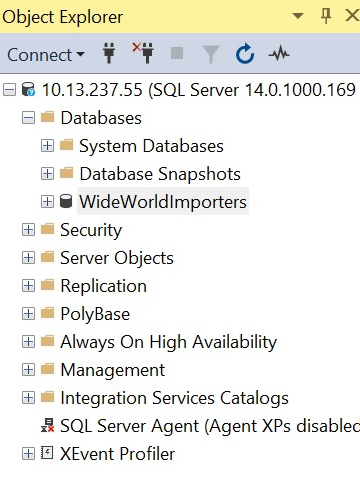 Object Explorer
Connect
10.13.237.55 (SQL Server 14.0.1000.169
Databases
System Databases
Database Snapshots
WideWorldImporters
Security
Server Objects
Replication
PolyBase
Always On High Availability
Management
Integration Services Catalogs
SQL Server Agent (Agent XPs disabled
XEvent Profiler